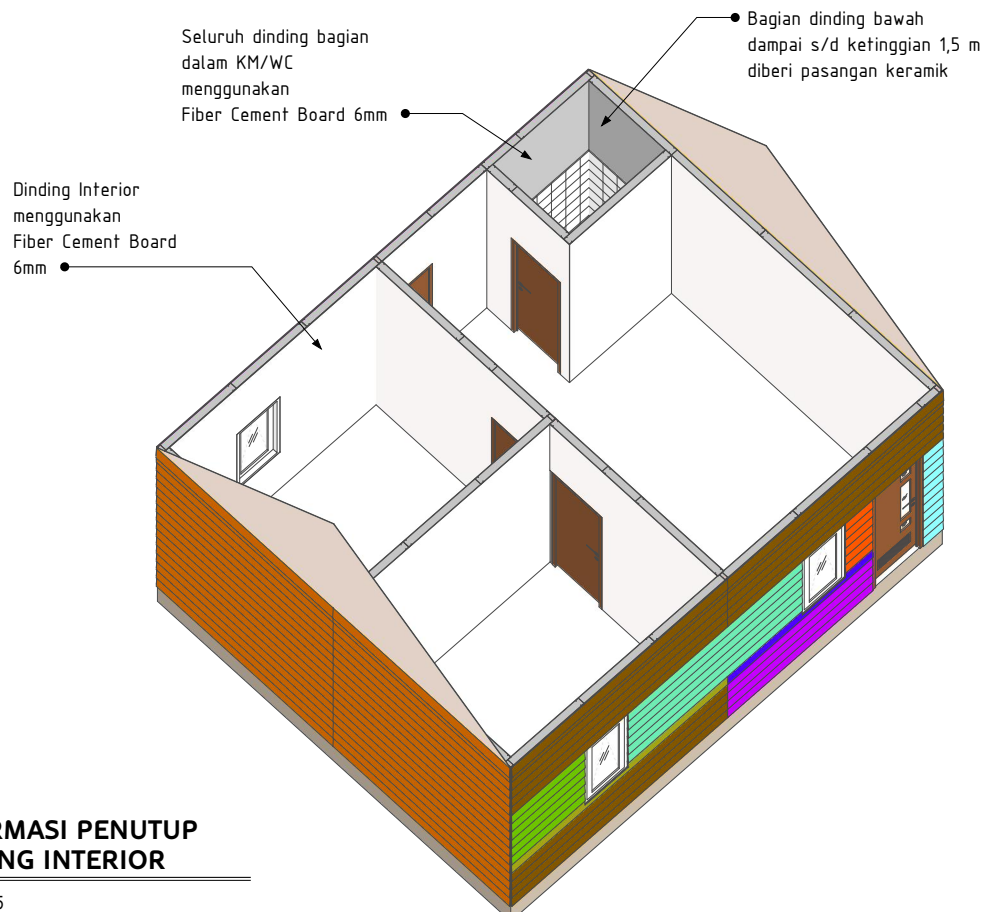 Seluruh dinding bagian
dalam KM/WC
menggunakan
Fiber Cement Board 6mm
Bagian dinding bawah
dampai s/d ketinggian 1,5 m
diberi pasangan keramik
Dinding Interior
menggunakan
Fiber Cement Board
6mm
RMASI PENUTUP
NG INTERIOR